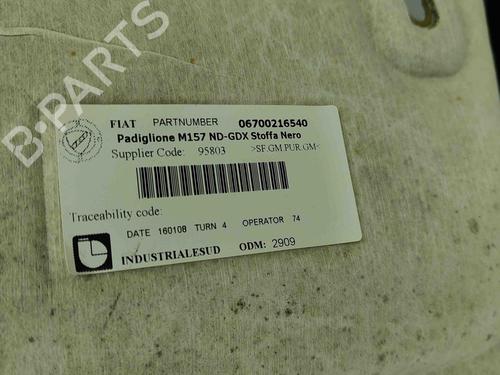 B-PARTS
FIAT PARTNUMBER 06700216540
Padiglione M157 ND-GDX Stoffa Nero
Supplier Code: 95803 >SF.GM PUR.GM<
Traceability code:
DATE 160108 TURN 4 OPERATOR 74
INDUSTRIALESUD ODM: 2909